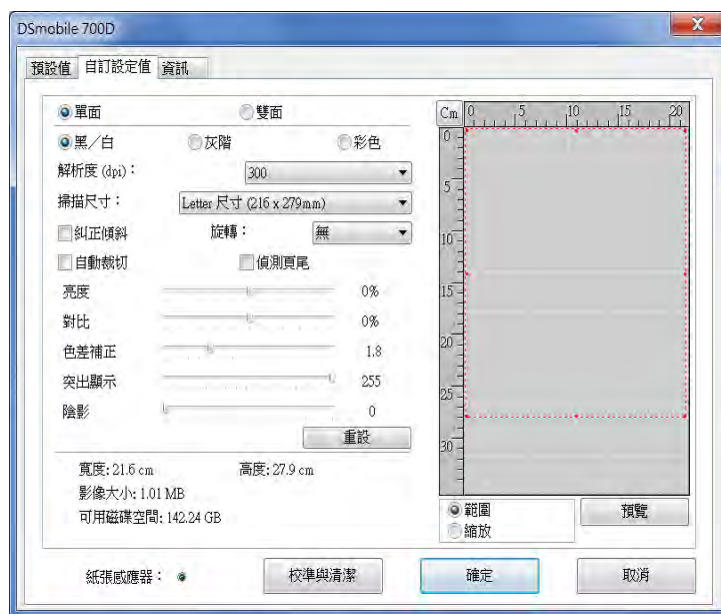 DSmobile 700D
預設值 自訂設定值 資訊
單面 雙面
黑／白 灰階 彩色
解析度 (dpi)： 300
掃描尺寸： Letter 尺寸 (216 x 279mm)
糾正傾斜 旋轉： 無
自動裁切 偵測頁尾
亮度 0%
對比 0%
色差補正 1.8
突出顯示 255
陰影 0
重設
寬度: 21.6 cm 高度: 27.9 cm
影像大小: 1.01 MB
可用磁碟空間: 142.24 GB
Cm 0 5 10 15 20
0
5
10
15
20
25
30
範圍
縮放
預覽
紙張感應器： 校準與清潔 確定 取消